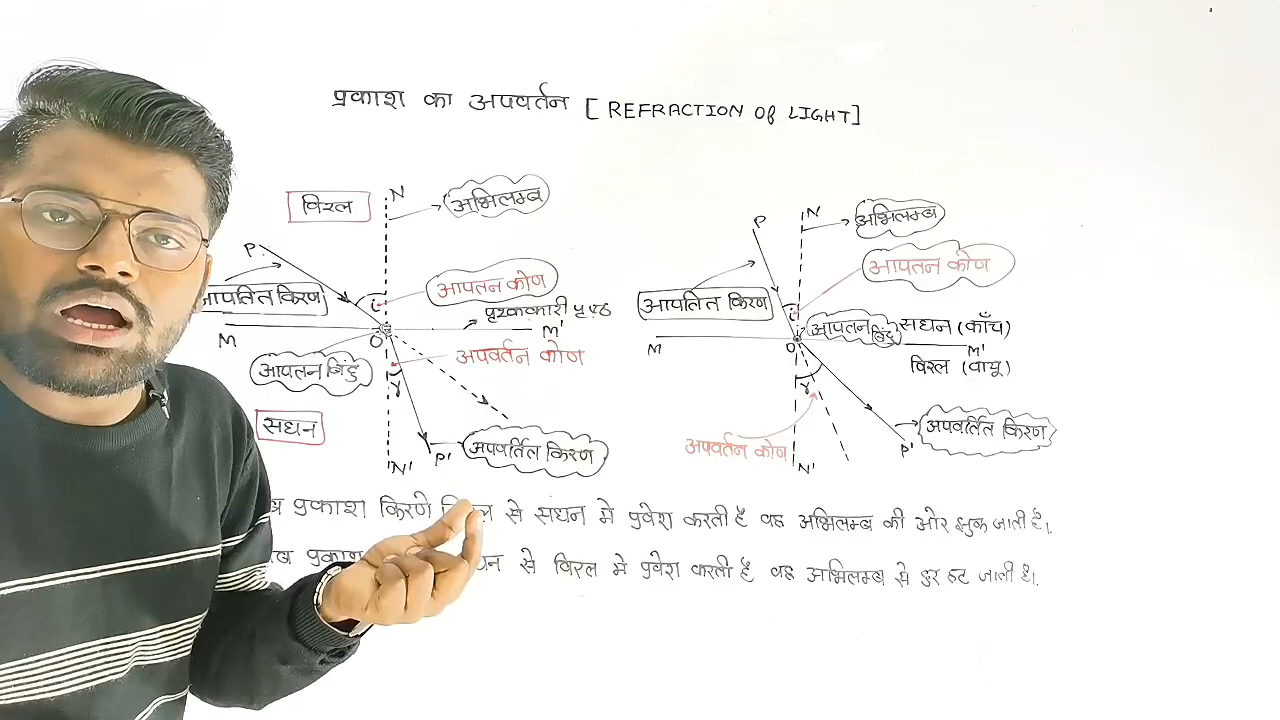 प्रकाश का अपवर्तन [REFRACTION Of LIGHT]
विरल
N
अभिलम्ब
P
आपतित किरण
i
आपतन कोण
पृथ्ककारी पृष्ठ
M
O
M'
आपतन बिंदु
अपवर्तन कोण
r
सघन
N'
P'
अपवर्तित किरण
P
N
अभिलम्ब
आपतन कोण
आपतित किरण
i
आपतन बिंदु
सघन (काँच)
M
O
M'
विरल (वायू)
r
अपवर्तन कोण
N'
P'
अपवर्तित किरण
प्रकाश किरणे से सघन मे प्रवेश करती है वह अभिलम्ब की ओर झुक जाती है।
से विरल मे प्रवेश करती है वह अभिलम्ब से दुर हट जाती है।